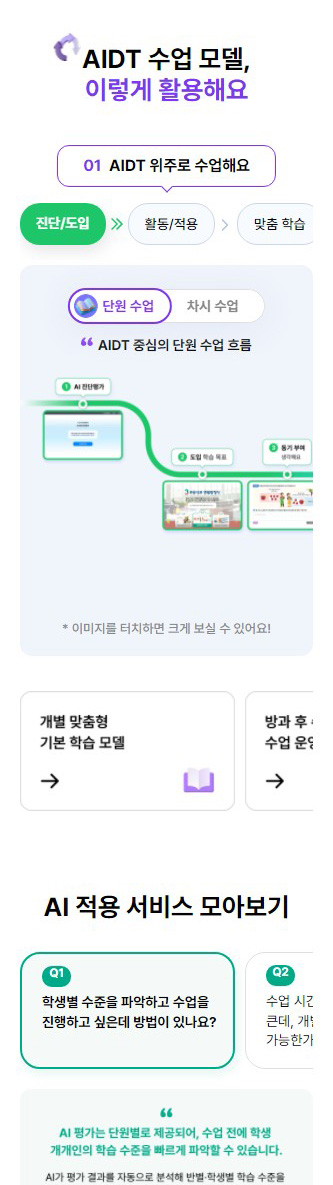 AIDT 수업 모델,
이렇게 활용해요
01 AIDT 위주로 수업해요
진단/도입
활동/적용
맞춤 학습
단원 수업
차시 수업
AIDT 중심의 단원 수업 흐름
1 AI 진단평가
2 도입 학습 목표
3 동기 부여
생각해요
* 이미지를 터치하면 크게 보실 수 있어요!
개별 맞춤형
기본 학습 모델
방과 후
수업 운영
AI 적용 서비스 모아보기
Q1
학생별 수준을 파악하고 수업을
진행하고 싶은데 방법이 있나요?
Q2
수업 시간
큰데, 개
가능한가
AI 평가는 단원별로 제공되어, 수업 전에 학생
개개인의 학습 수준을 빠르게 파악할 수 있습니다.
AI가 평가 결과를 자동으로 분석해 반별·학생별 학습 수준을